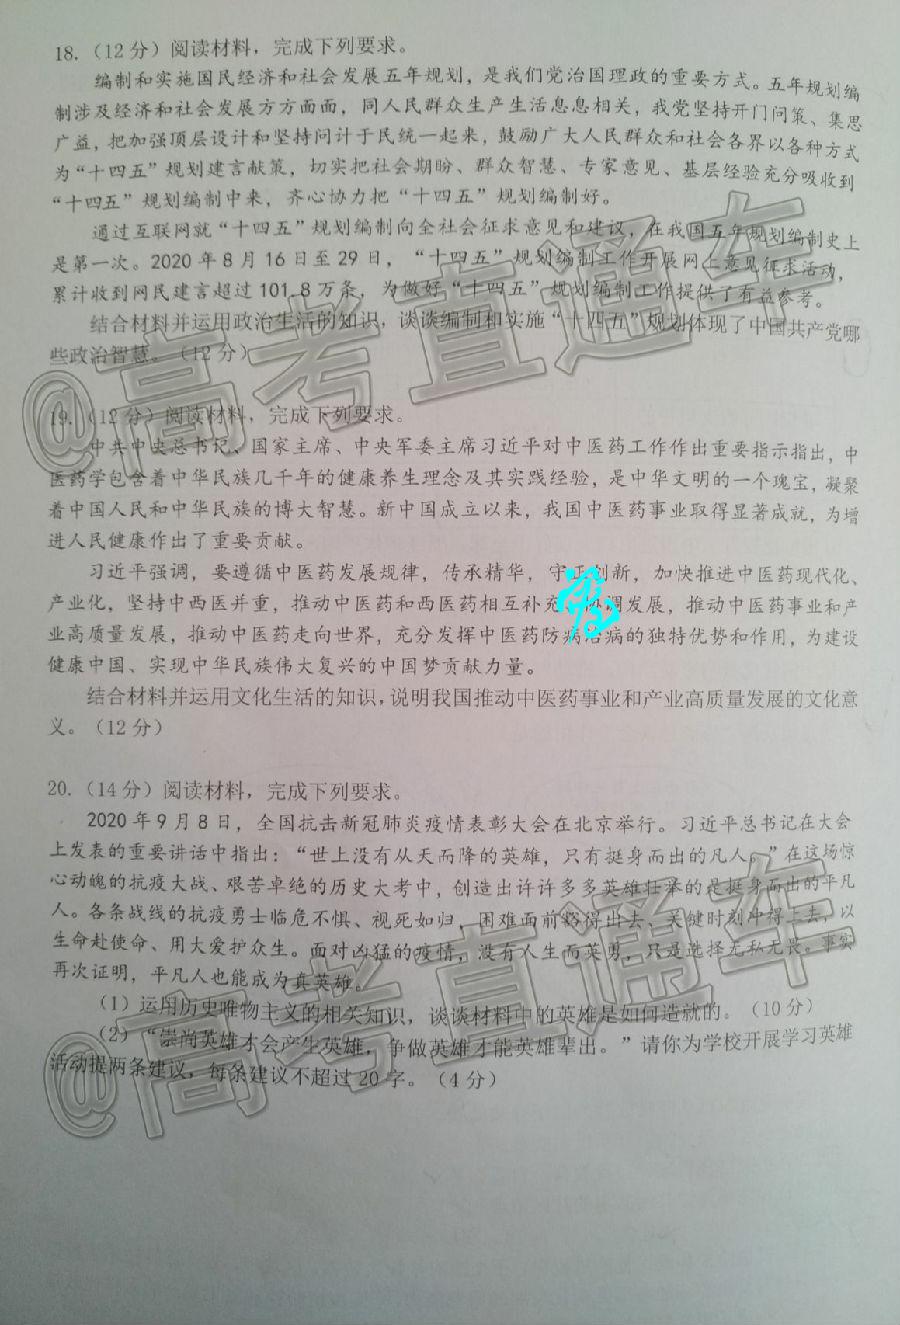 18.（12分）阅读材料，完成下列要求。
编制和实施国民经济和社会发展五年规划，是我们党治国理政的重要方式。五年规划编
制涉及经济和社会发展方方面面，同人民群众生产生活息息相关，我党坚持开门问策、集思
广益，把加强顶层设计和坚持问计于民统一起来，鼓励广大人民群众和社会各界以各种方式
为“十四五”规划建言献策，切实把社会期盼、群众智慧、专家意见、基层经验充分吸收到
“十四五”规划编制中来，齐心协力把“十四五”规划编制好。
通过互联网就“十四五”规划编制向全社会征求意见和建议，在我国五年规划编制史上
是第一次。2020年8月16日至29日，“十四五”规划编制工作开展网上意见征求活动，
累计收到网民建言超过101.8万条，为做好“十四五”规划编制工作提供了有益参考。
结合材料并运用政治生活的知识，谈谈编制和实施“十四五”规划体现了中国共产党哪
些政治智慧。（12分）
@高考直通车
19.（12分）阅读材料，完成下列要求。
中共中央总书记、国家主席、中央军委主席习近平对中医药工作作出重要指示指出，中
医药学包含着中华民族几千年的健康养生理念及其实践经验，是中华文明的一个瑰宝，凝聚
着中国人民和中华民族的博大智慧。新中国成立以来，我国中医药事业取得显著成就，为增
进人民健康作出了重要贡献。
习近平强调，要遵循中医药发展规律，传承精华，守正创新，加快推进中医药现代化、
产业化，坚持中西医并重，推动中医药和西医药相互补充、协调发展，推动中医药事业和产
业高质量发展，推动中医药走向世界，充分发挥中医药防病治病的独特优势和作用，为建设
健康中国、实现中华民族伟大复兴的中国梦贡献力量。
结合材料并运用文化生活的知识，说明我国推动中医药事业和产业高质量发展的文化意
义。（12分）
20.（14分）阅读材料，完成下列要求。
2020年9月8日，全国抗击新冠肺炎疫情表彰大会在北京举行。习近平总书记在大会
上发表的重要讲话中指出：“世上没有从天而降的英雄，只有挺身而出的凡人。”在这场惊
心动魄的抗疫大战、艰苦卓绝的历史大考中，创造出许许多多英雄壮举的是挺身而出的平凡
人。各条战线的抗疫勇士临危不惧、视死如归，困难面前豁得出去、关键时刻冲得上去，以
生命赴使命、用大爱护众生。面对凶猛的疫情，没有人生而英勇，只是选择无私无畏。事实
再次证明，平凡人也能成为真英雄。
（1）运用历史唯物主义的相关知识，谈谈材料中的英雄是如何造就的。（10分）
（2）“崇尚英雄才会产生英雄，争做英雄才能英雄辈出。”请你为学校开展学习英雄
活动提两条建议，每条建议不超过20字。（4分）
@高考直通车